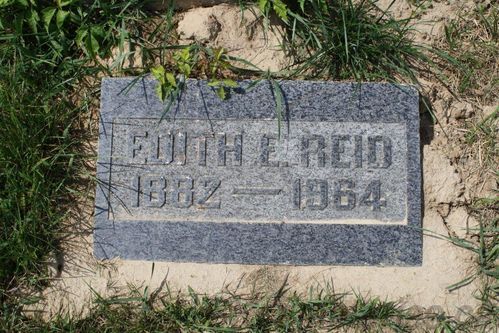 EDITH E. REID
1882 — 1964